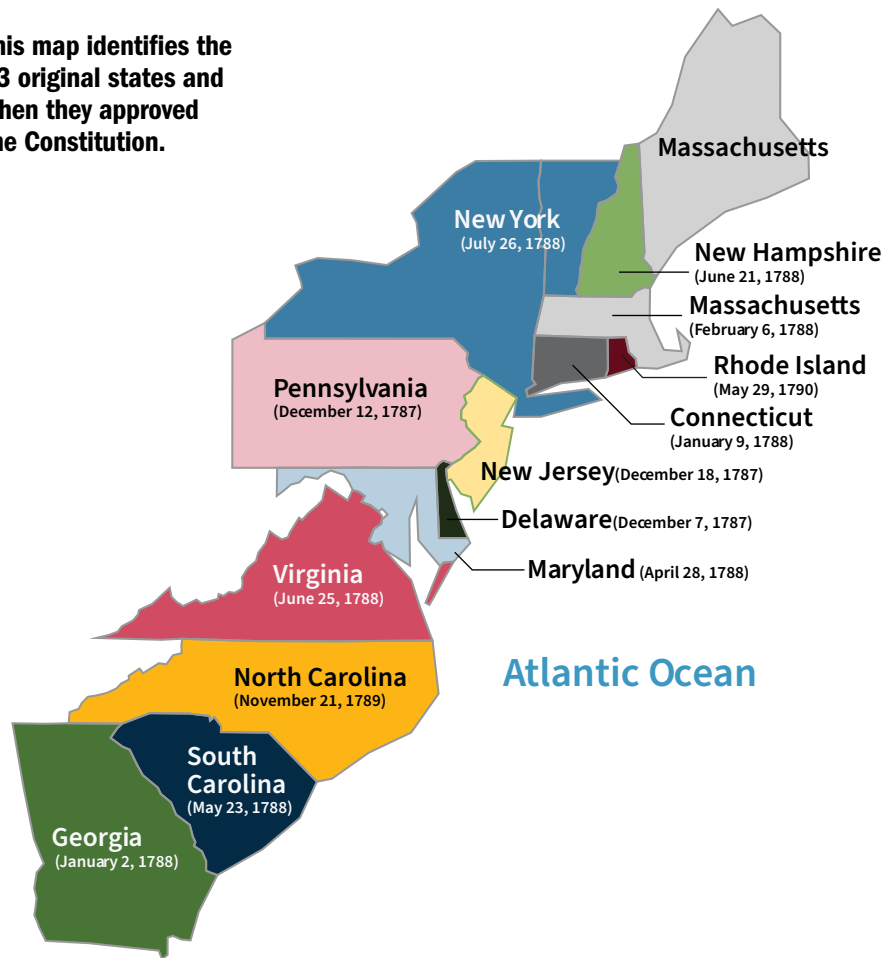 his map identifies the
3 original states and
hen they approved
e Constitution.
Massachusetts
New York
(July 26, 1788)
New Hampshire
(June 21, 1788)
Massachusetts
(February 6, 1788)
Rhode Island
(May 29, 1790)
Pennsylvania
(December 12, 1787)
Connecticut
(January 9, 1788)
New Jersey(December 18, 1787)
Delaware(December 7, 1787)
Maryland (April 28, 1788)
Virginia
(June 25, 1788)
Atlantic Ocean
North Carolina
(November 21, 1789)
South
Carolina
(May 23, 1788)
Georgia
(January 2, 1788)